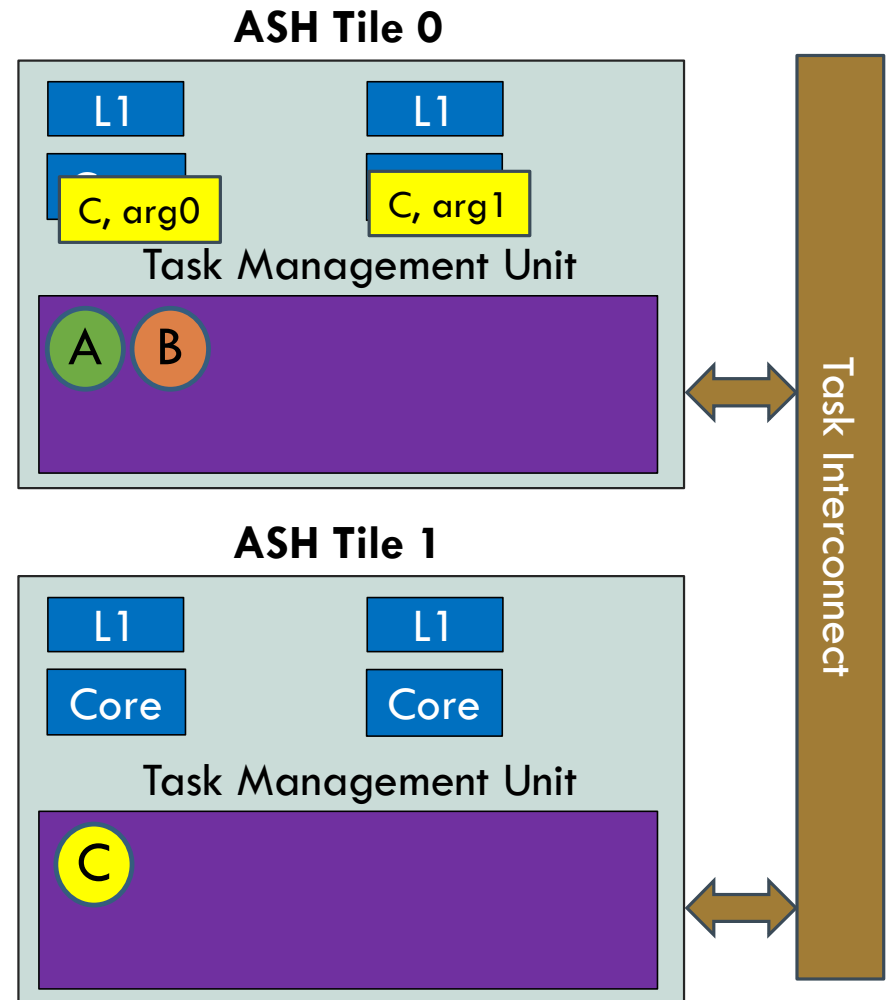 ASH Tile 0
L1 L1
C, arg0 C, arg1
Task Management Unit
A B
Task Interconnect
ASH Tile 1
L1 L1
Core Core
Task Management Unit
C